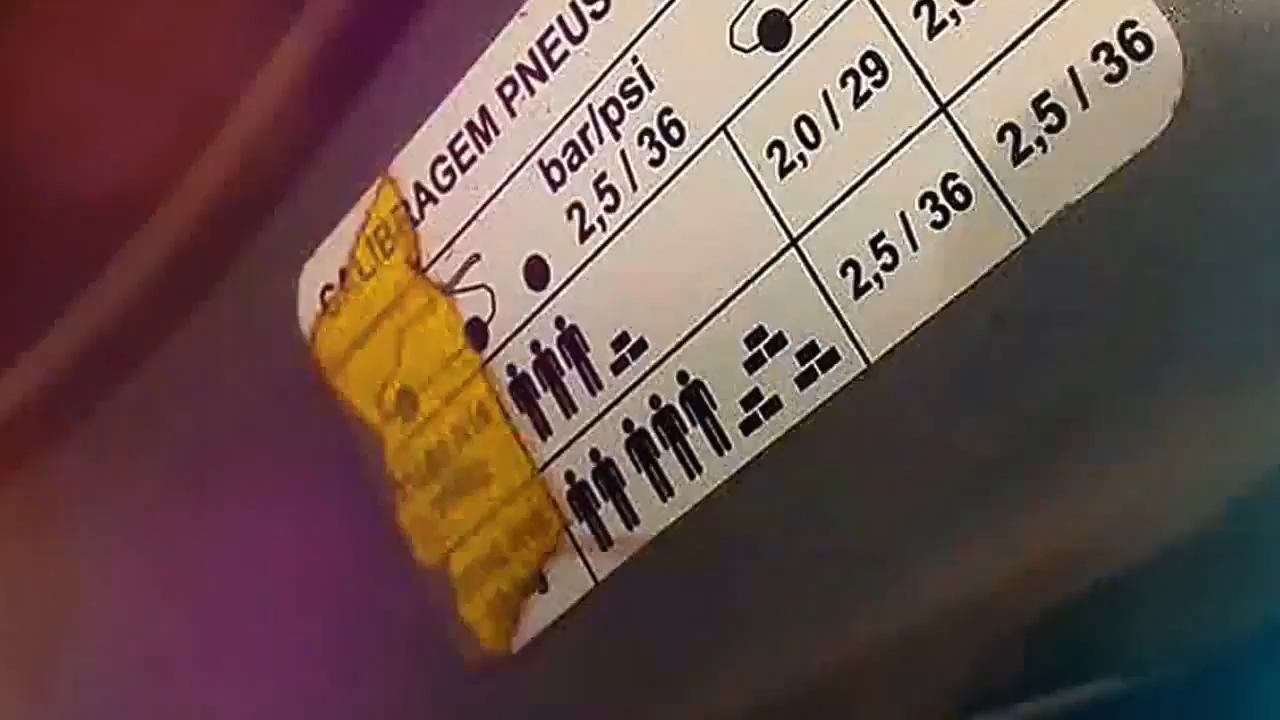 CALIBRAGEM PNEUS
bar/psi
2,5 / 36
2,0 / 29
2,5 / 36
2,5 / 36